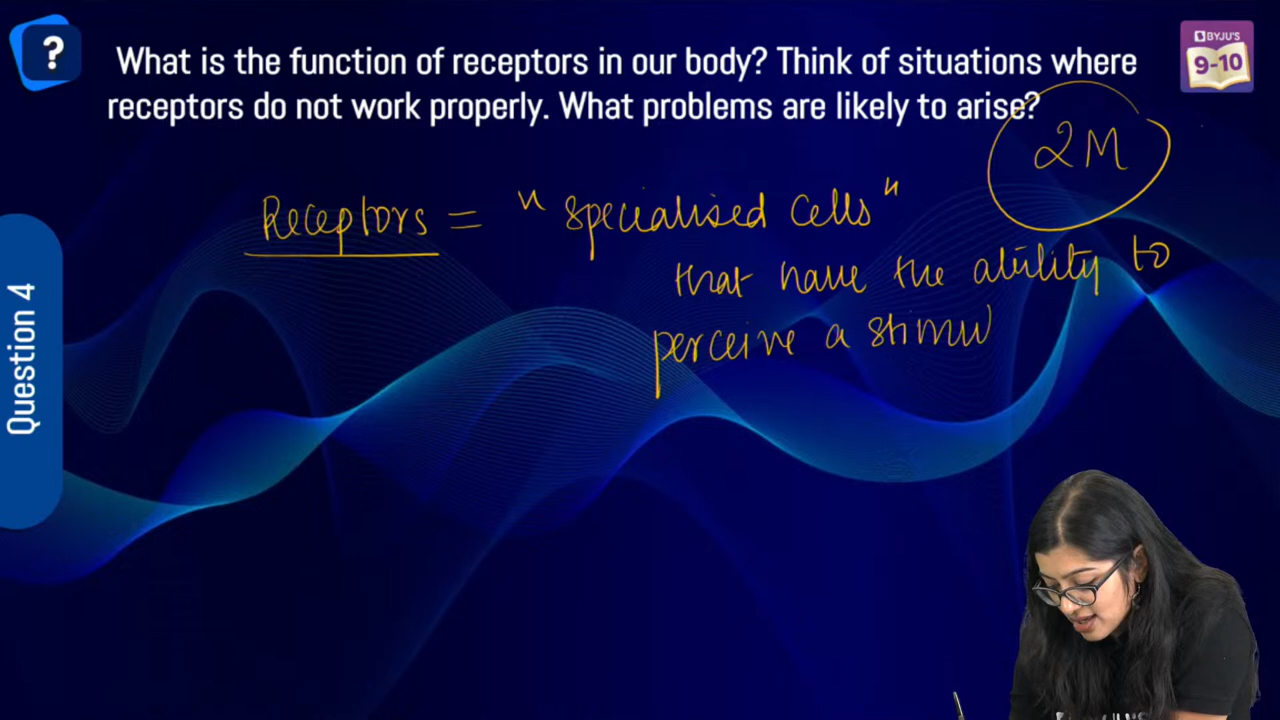 ?
What is the function of receptors in our body? Think of situations where
receptors do not work properly. What problems are likely to arise?
BYJU'S
9-10
2M
Receptors = "specialised cells"
that have the ability to
perceive a stimu
Question 4